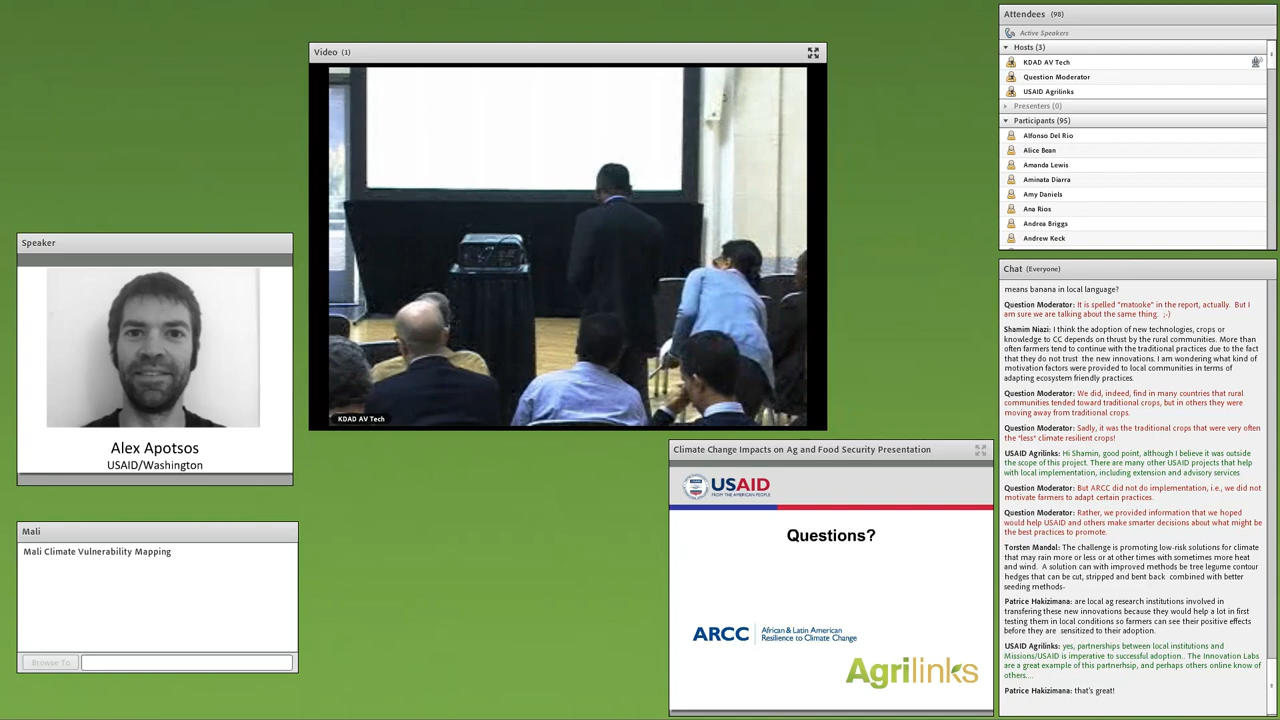 Video (1)
KDAD AV Tech
Speaker
Alex Apotsos
USAID/Washington
Mali
Mali Climate Vulnerability Mapping
Browse To
Climate Change Impacts on Ag and Food Security Presentation
USAID
FROM THE AMERICAN PEOPLE
Questions?
ARCC
African & Latin American
Resilience to Climate Change
Agrilinks
Attendees (98)
Active Speakers
Hosts (3)
KDAD AV Tech
Question Moderator
USAID Agrilinks
Presenters (0)
Participants (95)
Alfonso Del Rio
Alice Bean
Amanda Lewis
Aminata Diarra
Amy Daniels
Ana Rios
Andrea Briggs
Andrew Keck
Chat (Everyone)
means banana in local language?
Question Moderator: It is spelled "matooke" in the report, actually. But I
am sure we are talking about the same thing. ;-)
Shamim Niazi: I think the adoption of new technologies, crops or
knowledge to CC depends on thrust by the rural communities. More than
often farmers tend to continue with the traditional practices due to the fact
that they do not trust the new innovations. I am wondering what kind of
motivation factors were provided to local communities in terms of
adapting ecosystem friendly practices.
Question Moderator: We did, indeed, find in many countries that rural
communities tended toward traditional crops, but in others they were
moving away from traditional crops.
Question Moderator: Sadly, it was the traditional crops that were very often
the "less" climate resilient crops!
USAID Agrilinks: Hi Shamin, good point, although I believe it was outside
the scope of this project. There are many other USAID projects that help
with local implementation, including extension and advisory services
Question Moderator: But ARCC did not do implementation, i.e., we did not
motivate farmers to adapt certain practices.
Question Moderator: Rather, we provided information that we hoped
would help USAID and others make smarter decisions about what might be
the best practices to promote.
Torsten Mandal: The challenge is promoting low-risk solutions for climate
that may rain more or less or at other times with sometimes more heat
and wind. A solution can with improved methods be tree legume contour
hedges that can be cut, stripped and bent back combined with better
seeding methods-
Patrice Hakizimana: are local ag research institutions involved in
transfering these new innovations because they would help a lot in first
testing them in local conditions so farmers can see their positive effects
before they are sensitized to their adoption.
USAID Agrilinks: yes, partnerships between local institutions and
Missions/USAID is imperative to successful adoption.. The Innovation Labs
are a great example of this partnerhsip, and perhaps others online know of
others....
Patrice Hakizimana: that's great!